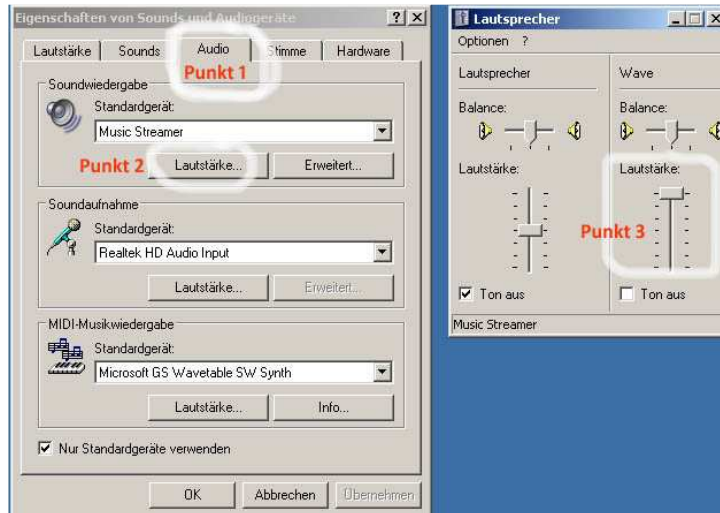 Eigenschaften von Sounds und Audiogeräte
Lautstärke Sounds Audio Stimme Hardware
Punkt 1
Soundwiedergabe
Standardgerät:
Music Streamer
Punkt 2 Lautstärke... Erweitert...
Soundaufnahme
Standardgerät:
Realtek HD Audio Input
Lautstärke... Erweitert...
MIDI-Musikwiedergabe
Standardgerät:
Microsoft GS Wavetable SW Synth
Lautstärke... Info...
Nur Standardgeräte verwenden
OK Abbrechen Übernehmen
Lautsprecher
Optionen ?
Lautsprecher Wave
Balance: Balance:
Lautstärke: Lautstärke:
Punkt 3
Ton aus Ton aus
Music Streamer